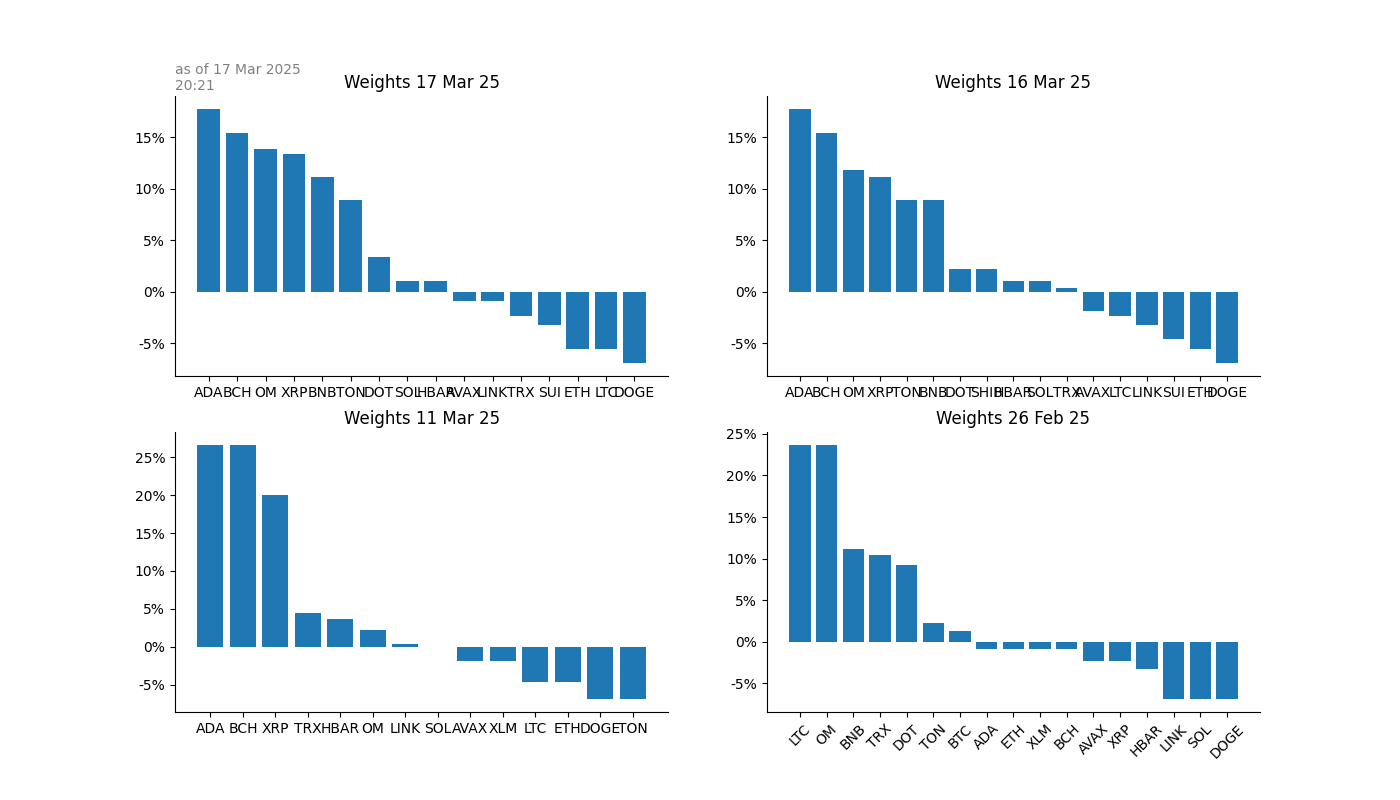 as of 17 Mar 2025
20:21
Weights 17 Mar 25
15%
10%
5%
0%
-5%
ADA BCH OM XRP BNB TON DOT SOL HBAR AVAX LINK TRX SUI ETH LTC DOGE
Weights 16 Mar 25
15%
10%
5%
0%
-5%
ADA BCH OM XRP TON BNB DOT SHIB HBAR SOL TRX AVAX LTC LINK SUI ETH DOGE
Weights 11 Mar 25
25%
20%
15%
10%
5%
0%
-5%
ADA BCH XRP TRX HBAR OM LINK SOL AVAX XLM LTC ETH DOGE TON
Weights 26 Feb 25
25%
20%
15%
10%
5%
0%
-5%
LTC OM BNB TRX DOT TON BTC ADA ETH XLM BCH AVAX XRP HBAR LINK SOL DOGE